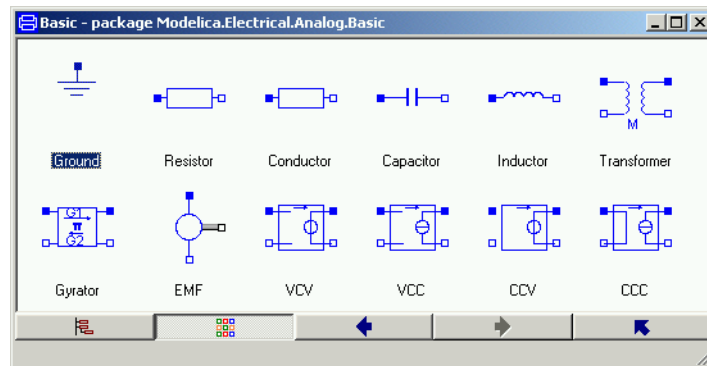 Basic - package Modelica.Electrical.Analog.Basic
M
Ground Resistor Conductor Capacitor Inductor Transformer
G1
π
G2
Gyrator EMF VCV VCC CCV CCC